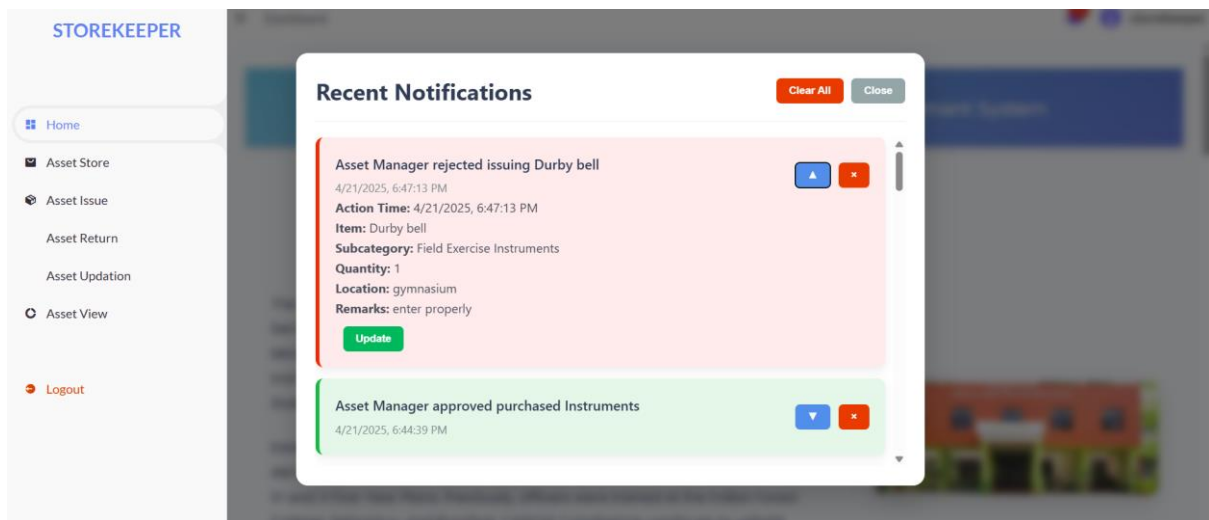 STOREKEEPER
Home
Asset Store
Asset Issue
Asset Return
Asset Updation
Asset View
Logout
Recent Notifications
Clear All
Close
Asset Manager rejected issuing Durby bell
4/21/2025, 6:47:13 PM
Action Time: 4/21/2025, 6:47:13 PM
Item: Durby bell
Subcategory: Field Exercise Instruments
Quantity: 1
Location: gymnasium
Remarks: enter properly
Update
Asset Manager approved purchased Instruments
4/21/2025, 6:44:39 PM